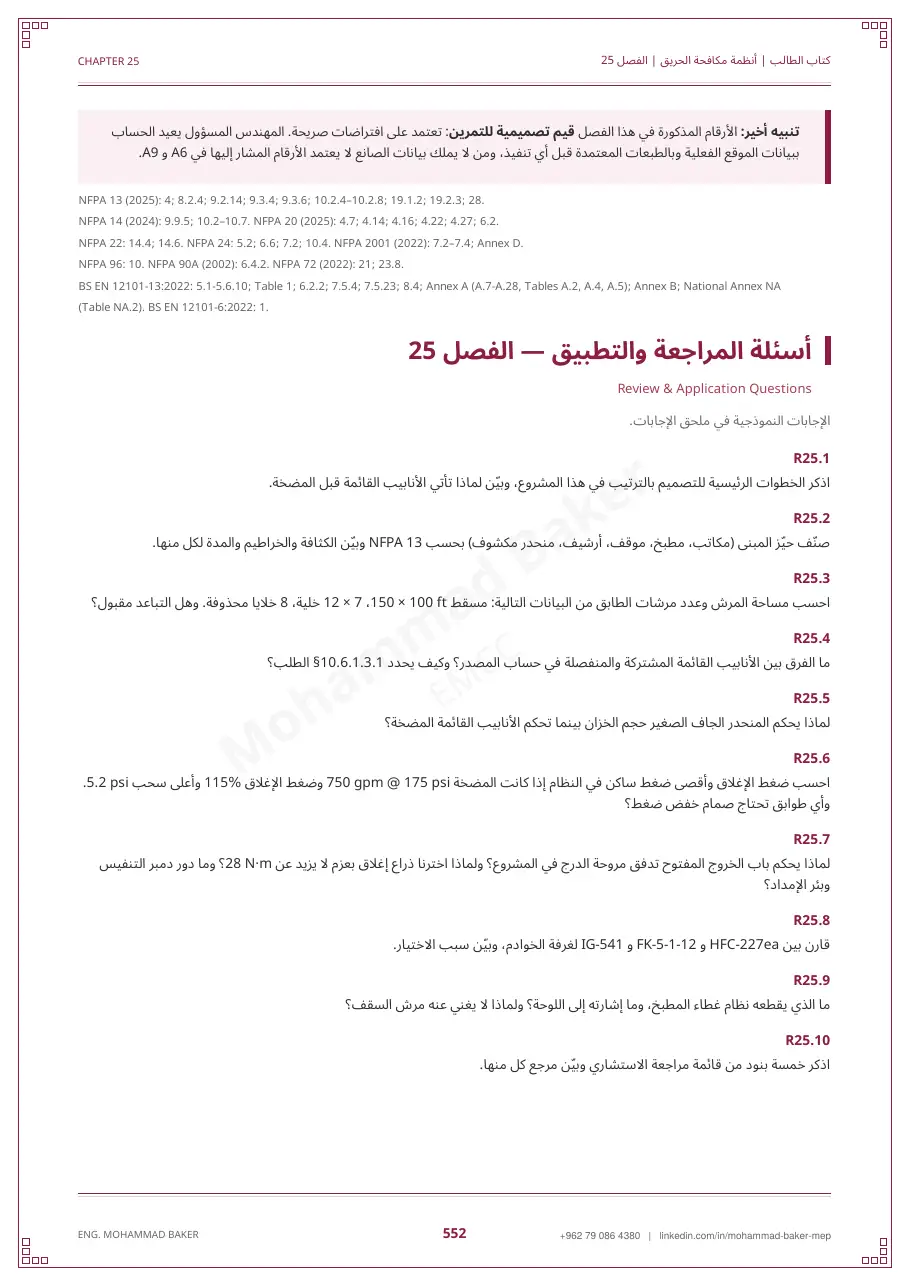 CHAPTER 25
كتاب الطالب | أنظمة مكافحة الحريق | الفصل 25
تنبيه أخير: الأرقام المذكورة في هذا الفصل قيم تصميمية للتمرين: تعتمد على افتراضات صريحة. المهندس المسؤول يعيد الحساب
ببيانات الموقع الفعلية وبالطبعات المعتمدة قبل أي تنفيذ، ومن لا يملك بيانات الصانع لا يعتمد الأرقام المشار إليها في A6 و A9.
NFPA 13 (2025): 4; 8.2.4; 9.2.14; 9.3.4; 9.3.6; 10.2.4–10.2.8; 19.1.2; 19.2.3; 28.
NFPA 14 (2024): 9.9.5; 10.2–10.7. NFPA 20 (2025): 4.7; 4.14; 4.16; 4.22; 4.27; 6.2.
NFPA 22: 14.4; 14.6. NFPA 24: 5.2; 6.6; 7.2; 10.4. NFPA 2001 (2022): 7.2–7.4; Annex D.
NFPA 96: 10. NFPA 90A (2002): 6.4.2. NFPA 72 (2022): 21; 23.8.
BS EN 12101-13:2022: 5.1-5.6.10; Table 1; 6.2.2; 7.5.4; 7.5.23; 8.4; Annex A (A.7-A.28, Tables A.2, A.4, A.5); Annex B; National Annex NA
(Table NA.2). BS EN 12101-6:2022: 1.
أسئلة المراجعة والتطبيق — الفصل 25
Review & Application Questions
الإجابات النموذجية في ملحق الإجابات.
R25.1
اذكر الخطوات الرئيسية للتصميم بالترتيب في هذا المشروع، وبيّن لماذا تأتي الأنابيب القائمة قبل المضخة.
R25.2
صنّف حيّز المبنى (مكاتب، مطبخ، موقف، أرشيف، منحدر مكشوف) بحسب NFPA 13 وبيّن الكثافة والخراطيم والمدة لكل منها.
R25.3
احسب مساحة المرش وعدد مرشات الطابق من البيانات التالية: مسقط 150 × 100 ft، 12 × 7 خلية، 8 خلايا محذوفة. وهل التباعد مقبول؟
R25.4
ما الفرق بين الأنابيب القائمة المشتركة والمنفصلة في حساب المصدر؟ وكيف يحدد §10.6.1.3.1 الطلب؟
R25.5
لماذا يحكم المنحدر الجاف الصغير حجم الخزان بينما تحكم الأنابيب القائمة المضخة؟
R25.6
احسب ضغط الإغلاق وأقصى ضغط ساكن في النظام إذا كانت المضخة 750 gpm @ 175 psi وضغط الإغلاق 115% وأعلى سحب 5.2 psi.
وأي طوابق تحتاج صمام خفض ضغط؟
R25.7
لماذا يحكم باب الخروج المفتوح تدفق مروحة الدرج في المشروع؟ ولماذا اخترنا ذراع إغلاق بعزم لا يزيد عن 28 N·m؟ وما دور دمبر التنفيس
وبئر الإمداد؟
R25.8
قارن بين HFC-227ea و FK-5-1-12 و IG-541 لغرفة الخوادم، وبيّن سبب الاختيار.
R25.9
ما الذي يقطعه نظام غطاء المطبخ، وما إشارته إلى اللوحة؟ ولماذا لا يغني عنه مرش السقف؟
R25.10
اذكر خمسة بنود من قائمة مراجعة الاستشاري وبيّن مرجع كل منها.
Mohammad Baker
EMEC
ENG. MOHAMMAD BAKER
552
+962 79 086 4380 | linkedin.com/in/mohammad-baker-mep